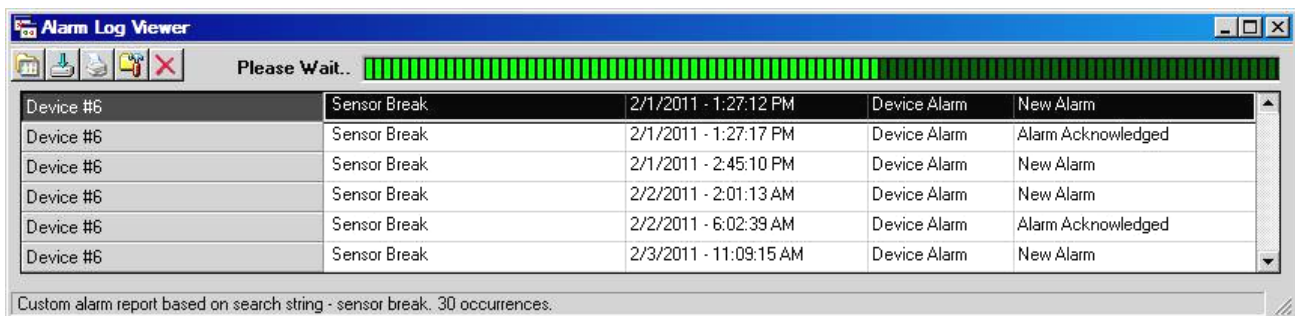 Alarm Log Viewer
Please Wait..
Device #6 Sensor Break 2/1/2011 - 1:27:12 PM Device Alarm New Alarm
Device #6 Sensor Break 2/1/2011 - 1:27:17 PM Device Alarm Alarm Acknowledged
Device #6 Sensor Break 2/1/2011 - 2:45:10 PM Device Alarm New Alarm
Device #6 Sensor Break 2/2/2011 - 2:01:13 AM Device Alarm New Alarm
Device #6 Sensor Break 2/2/2011 - 6:02:39 AM Device Alarm Alarm Acknowledged
Device #6 Sensor Break 2/3/2011 - 11:09:15 AM Device Alarm New Alarm
Custom alarm report based on search string - sensor break. 30 occurrences.